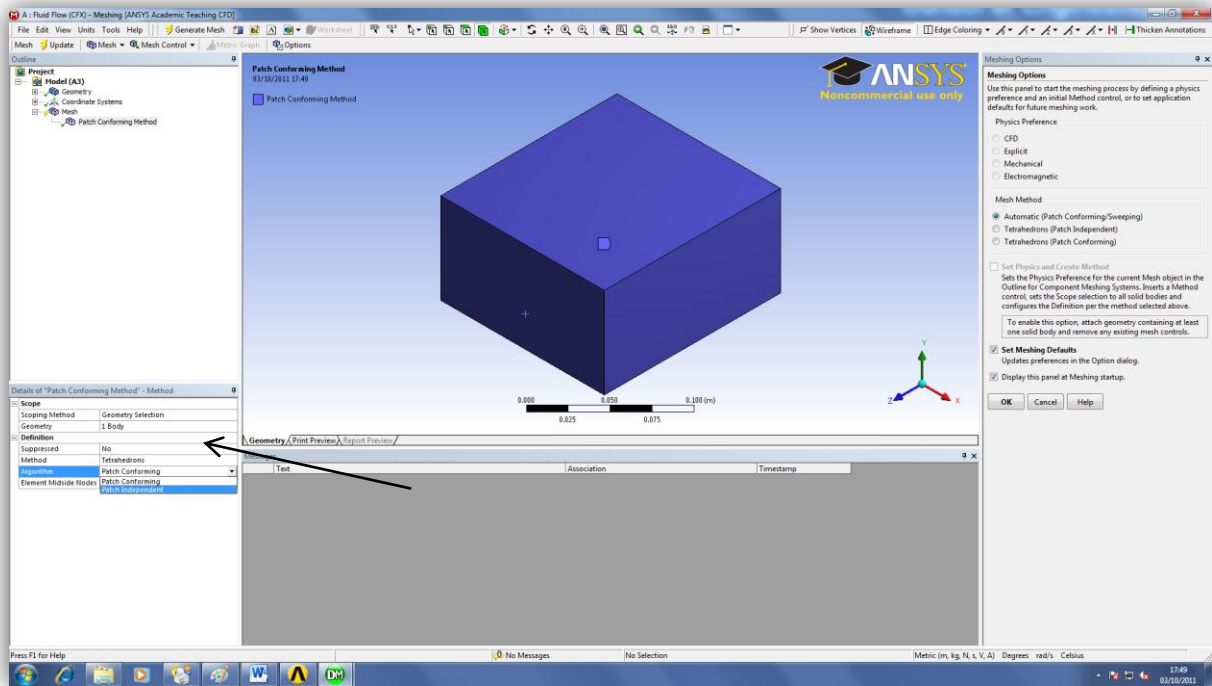 A : Fluid Flow (CFX) - Meshing [ANSYS Academic Teaching CFD]
File Edit View Units Tools Help Generate Mesh Worksheet Show Vertices Wireframe Edge Coloring Thicken Annotations
Mesh Update Mesh Mesh Control Metric Graph Options
Outline
Project
Model (A3)
Geometry
Coordinate Systems
Mesh
Patch Conforming Method
Patch Conforming Method
03/10/2011 17:49
Patch Conforming Method
ANSYS
Noncommercial use only
0.000 0.050 0.100 (m)
0.025 0.075
Y
Z X
Geometry Print Preview Report Preview
Details of "Patch Conforming Method" - Method
Scope
Scoping Method Geometry Selection
Geometry 1 Body
Definition
Suppressed No
Method Tetrahedrons
Algorithm Patch Conforming
Element Midside Nodes Patch Conforming
Patch Independent
Text Association Timestamp
Meshing Options
Meshing Options
Use this panel to start the meshing process by defining a physics
preference and an initial Method control, or to set application
defaults for future meshing work.
Physics Preference
CFD
Explicit
Mechanical
Electromagnetic
Mesh Method
Automatic (Patch Conforming/Sweeping)
Tetrahedrons (Patch Independent)
Tetrahedrons (Patch Conforming)
Set Physics and Create Method
Sets the Physics Preference for the current Mesh object in the
Outline for Component Meshing Systems. Inserts a Method
control, sets the Scope selection to all solid bodies and
configures the Definition per the method selected above.
To enable this option, attach geometry containing at least
one solid body and remove any existing mesh controls.
Set Meshing Defaults
Updates preferences in the Option dialog.
Display this panel at Meshing startup.
OK Cancel Help
Press F1 for Help 0 No Messages No Selection Metric (m, kg, N, s, V, A) Degrees rad/s Celsius
W DM
17:49
03/10/2011